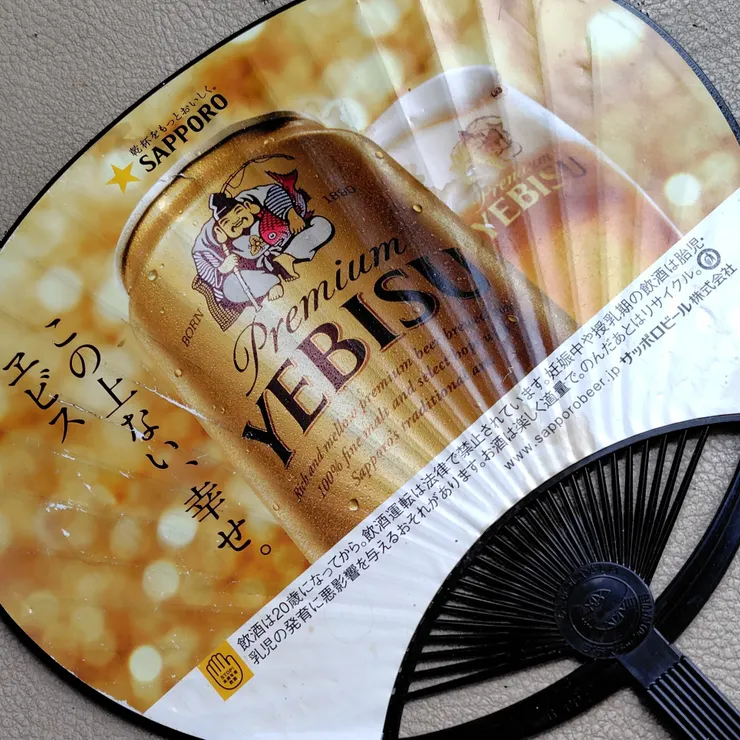 乾杯をもっとおいしく。
SAPPORO
BORN
1890
Premium
YEBISU
Rich and mellow premium beer brewed
100% fine malt and selection
Sapporo's traditional
Premium
YEBISU
この上ない、幸せ。
ヱビス
飲酒は20歳になってから。飲酒運転は法律で禁止されています。妊娠中や授乳期の飲酒は胎児・
乳児の発育に悪影響を与えるおそれがあります。お酒は楽しく適量で。のんだあとはリサイクル。
www.sapporobeer.jp サッポロビール株式会社
STOP!